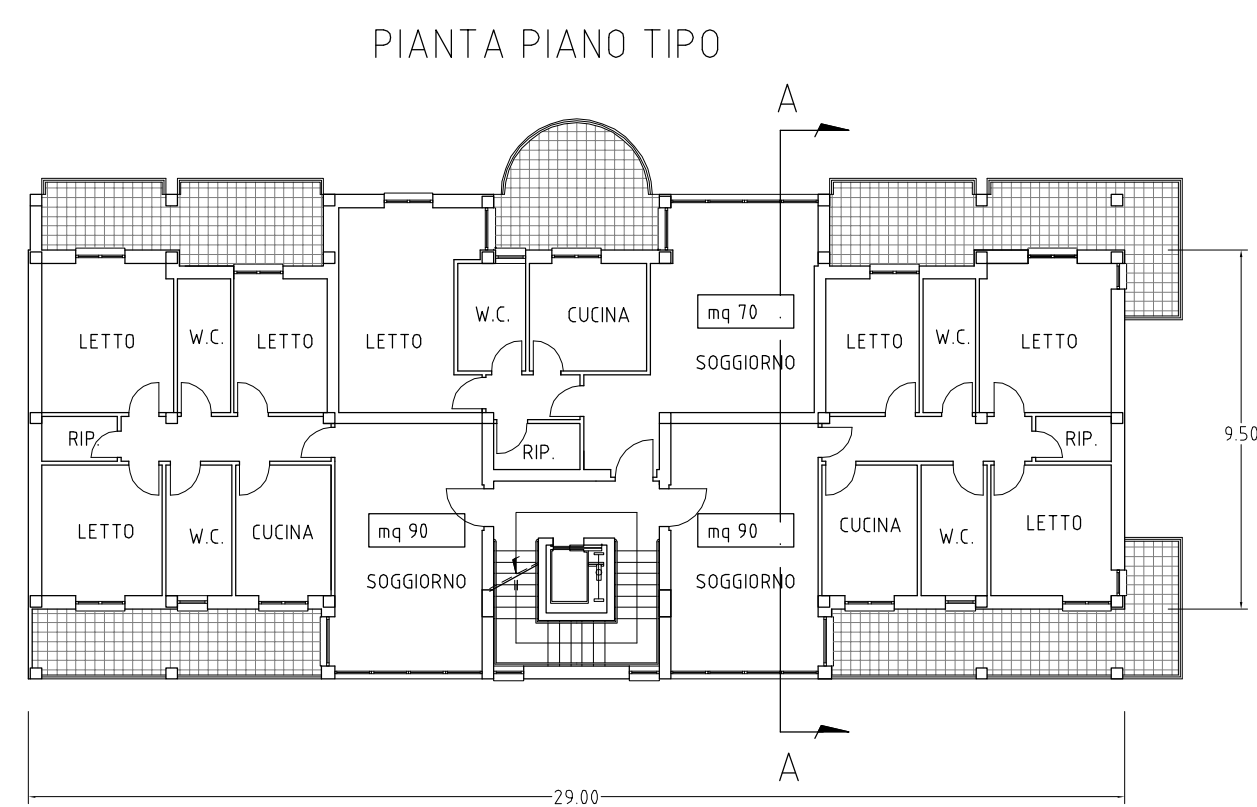 PIANTA PIANO TIPO
A
mq 70 .
W.C. CUCINA
LETTO W.C. LETTO LETTO LETTO W.C. LETTO
SOGGIORNO
RIP. RIP. RIP.
9.50
LETTO W.C. CUCINA mq 90 mq 90 . CUCINA W.C. LETTO
SOGGIORNO SOGGIORNO
A
29.00